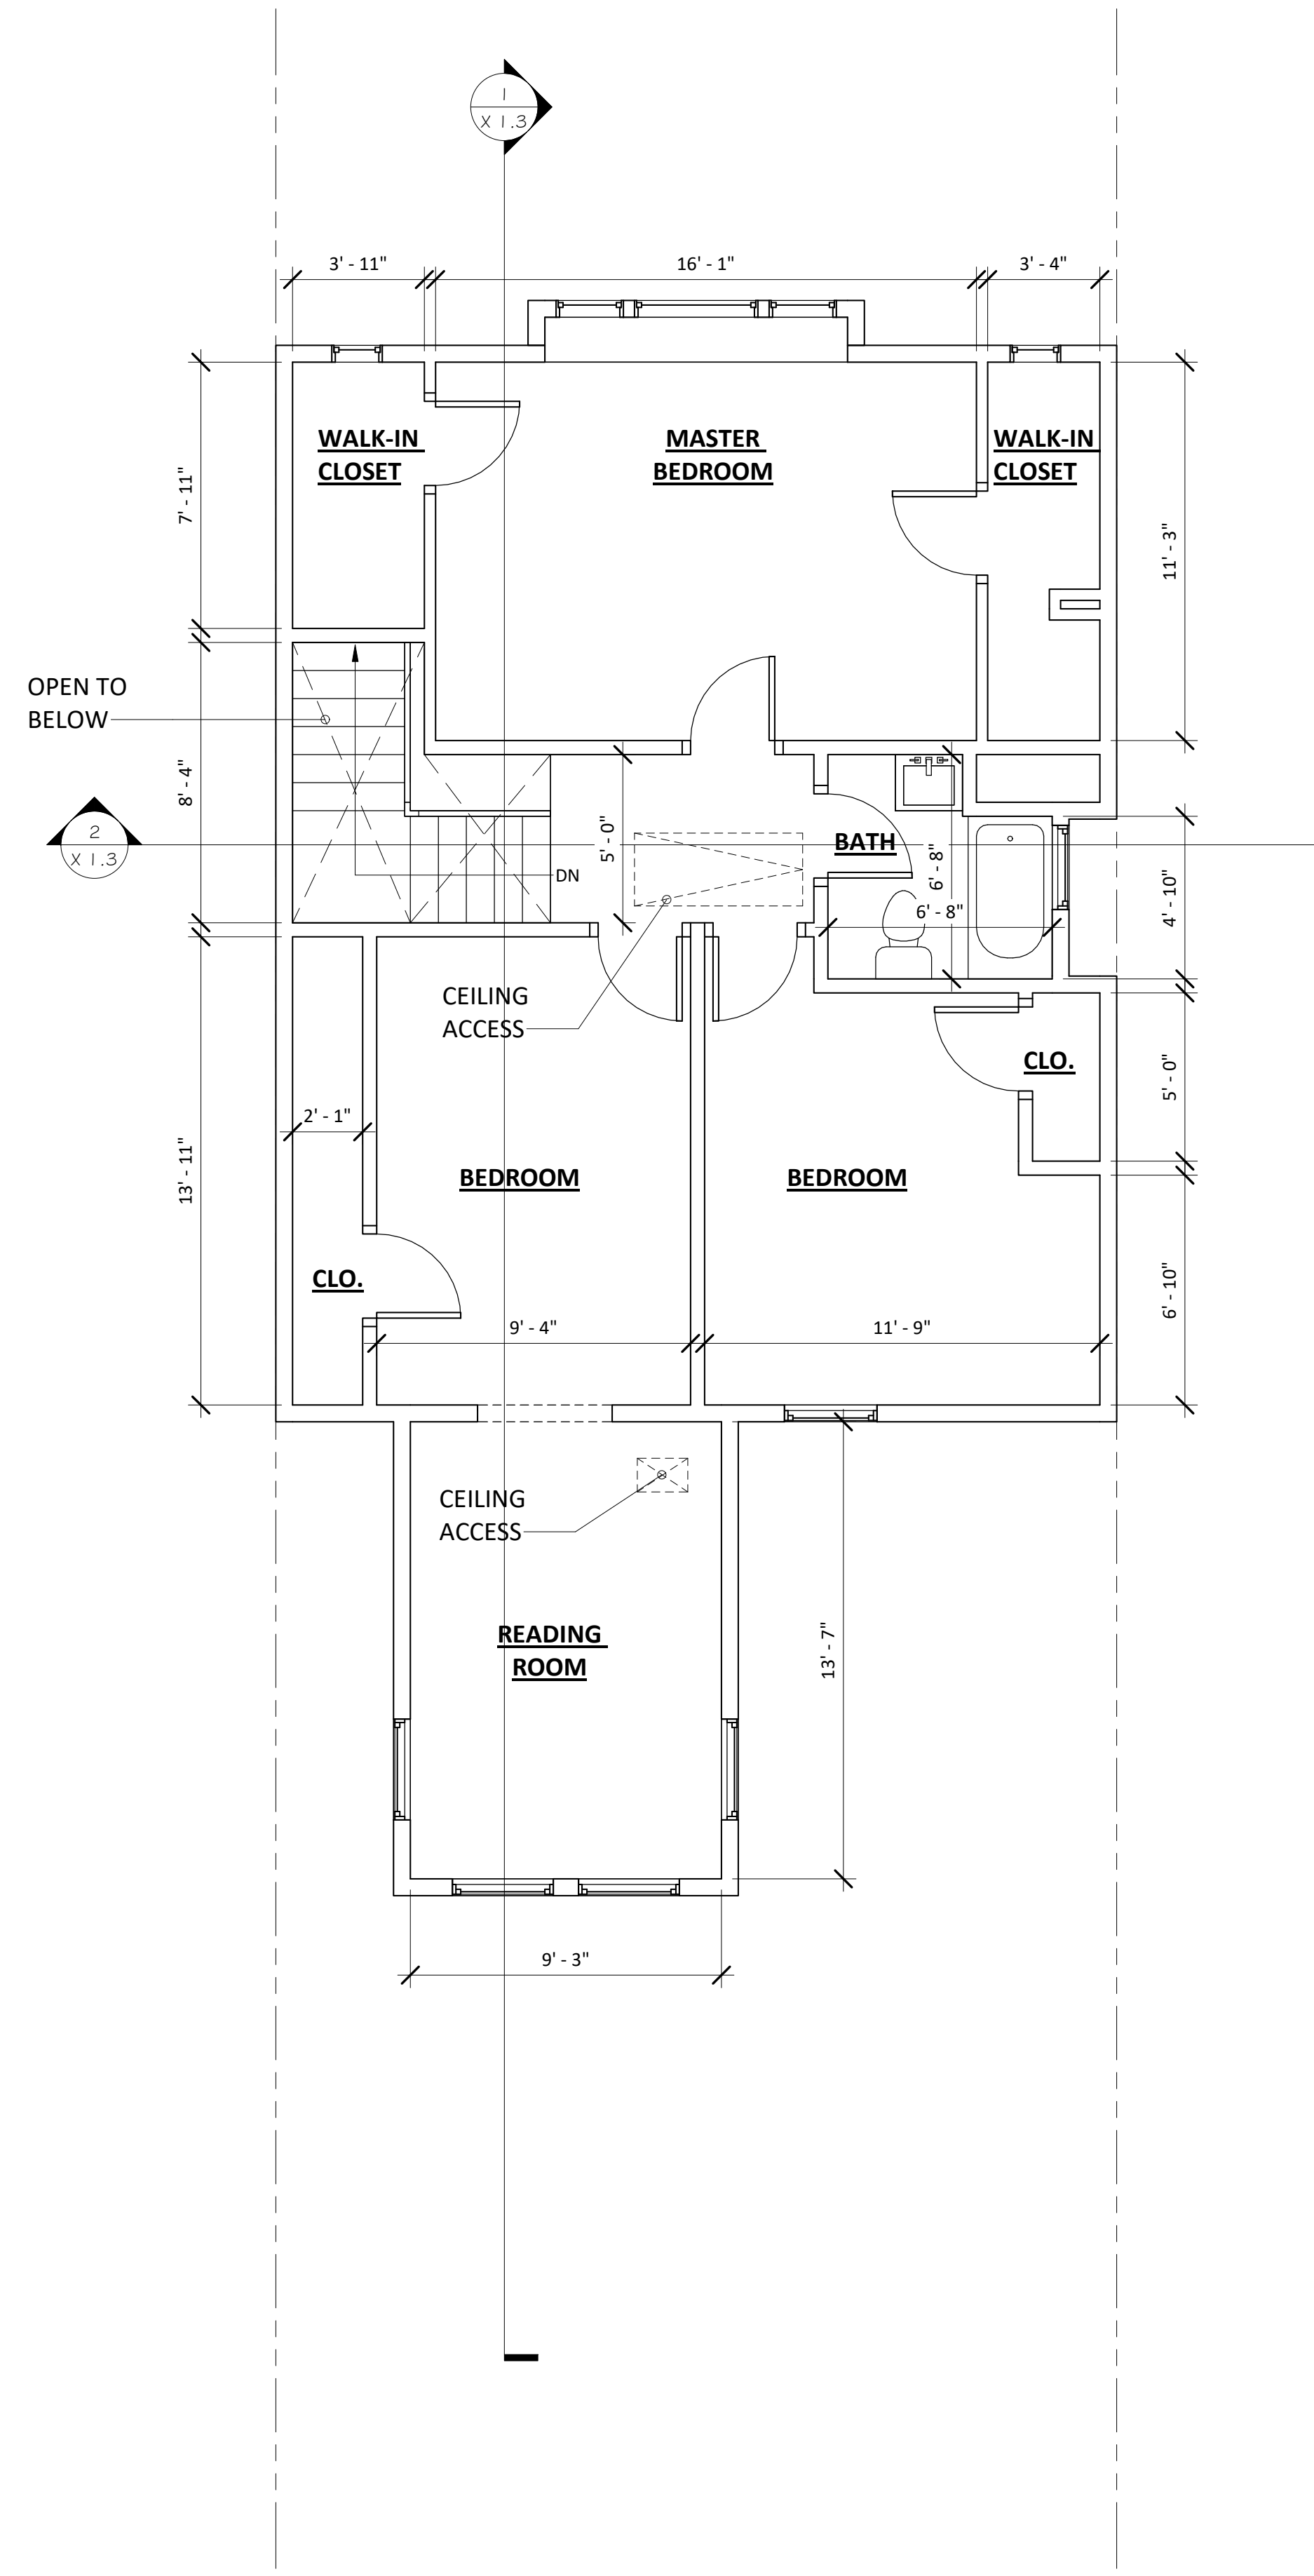 1
X 1.3
3' - 11"
16' - 1"
3' - 4"
WALK-IN
CLOSET
MASTER
BEDROOM
WALK-IN
CLOSET
7' - 11"
11' - 3"
OPEN TO
BELOW
8' - 4"
2
X 1.3
5' - 0"
BATH
6' - 8"
6' - 8"
4' - 10"
DN
CEILING
ACCESS
CLO.
5' - 0"
2' - 1"
13' - 11"
BEDROOM
BEDROOM
CLO.
6' - 10"
9' - 4"
11' - 9"
CEILING
ACCESS
READING
ROOM
13' - 7"
9' - 3"